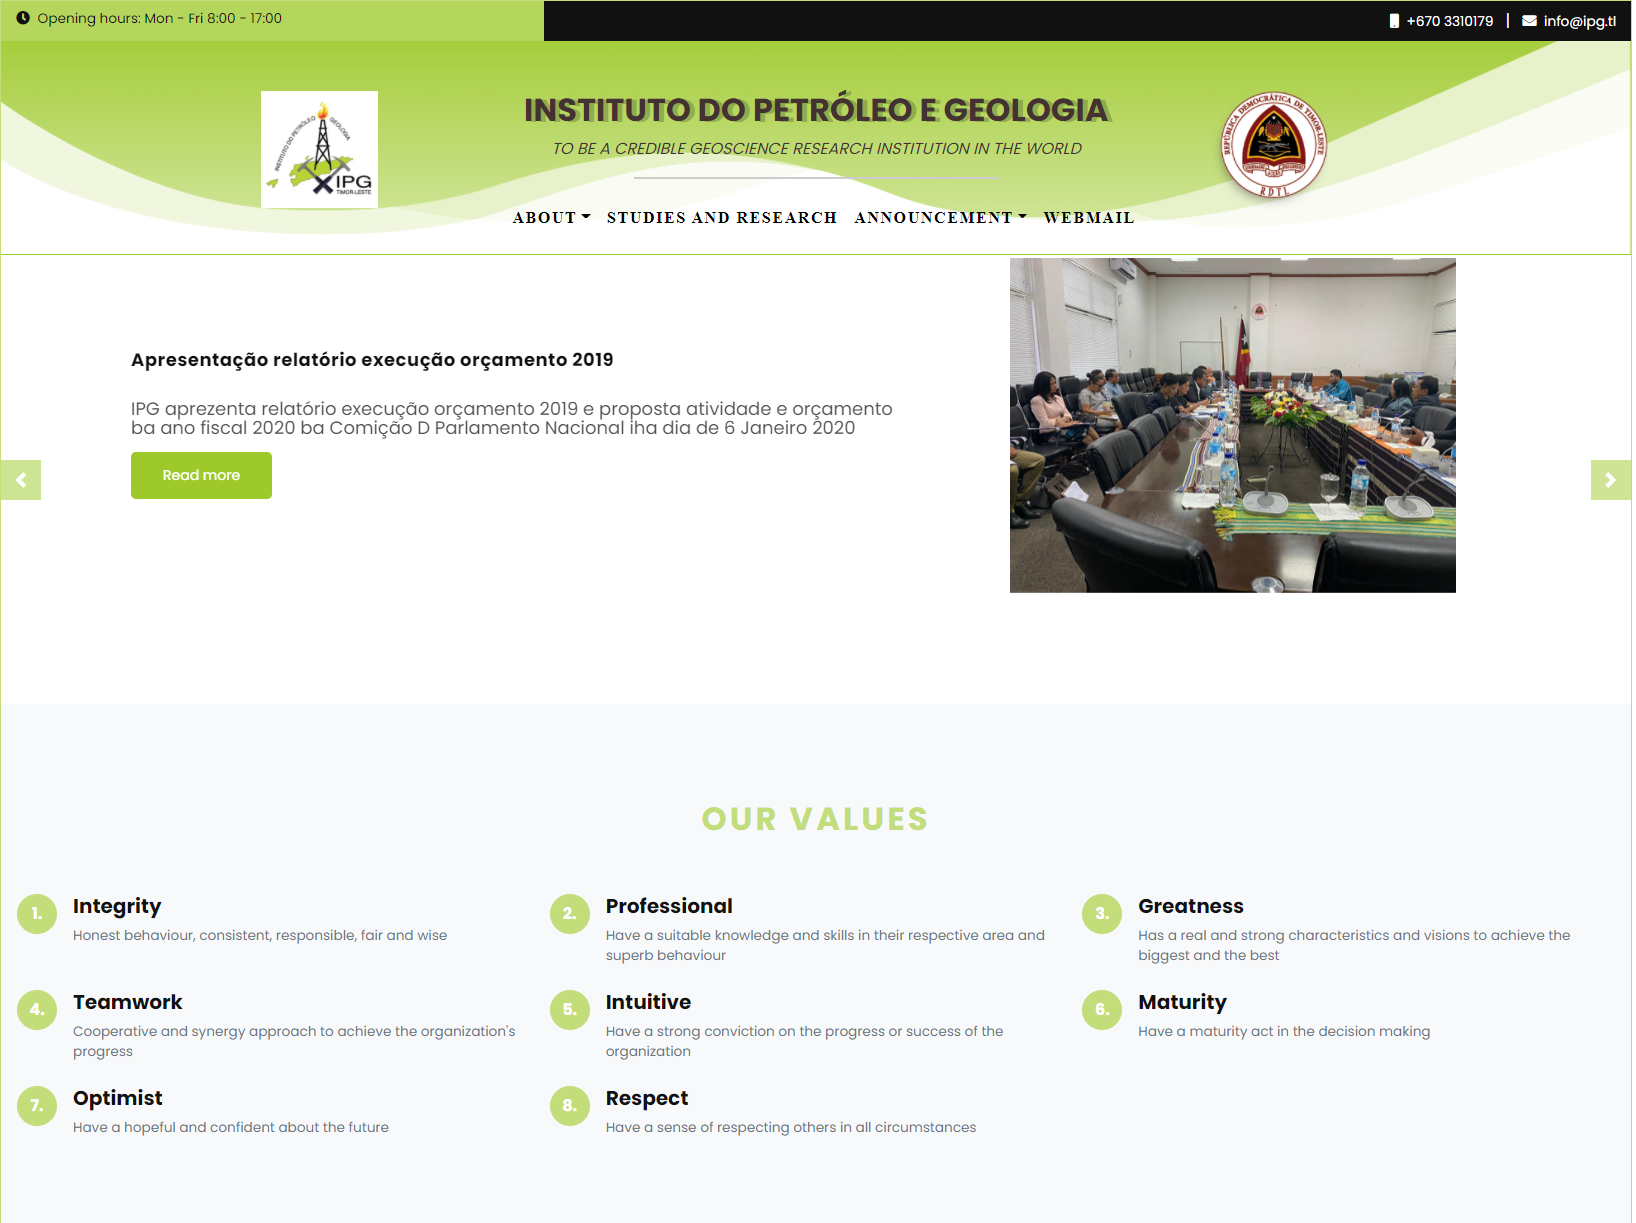 Opening hours: Mon - Fri 8:00 - 17:00
+670 3310179 | info@ipg.tl
INSTITUTO DO PETRÓLEO GEOLOGIA
IPG
TIMOR-LESTE
INSTITUTO DO PETRÓLEO E GEOLOGIA
TO BE A CREDIBLE GEOSCIENCE RESEARCH INSTITUTION IN THE WORLD
REPÚBLICA DEMOCRÁTICA DE TIMOR-LESTE
RDTL
ABOUT STUDIES AND RESEARCH ANNOUNCEMENT WEBMAIL
Apresentação relatório execução orçamento 2019
IPG aprezenta relatório execução orçamento 2019 e proposta atividade e orçamento
ba ano fiscal 2020 ba Comição D Parlamento Nacional iha dia de 6 Janeiro 2020
Read more
OUR VALUES
1. Integrity
Honest behaviour, consistent, responsible, fair and wise
2. Professional
Have a suitable knowledge and skills in their respective area and
superb behaviour
3. Greatness
Has a real and strong characteristics and visions to achieve the
biggest and the best
4. Teamwork
Cooperative and synergy approach to achieve the organization's
progress
5. Intuitive
Have a strong conviction on the progress or success of the
organization
6. Maturity
Have a maturity act in the decision making
7. Optimist
Have a hopeful and confident about the future
8. Respect
Have a sense of respecting others in all circumstances